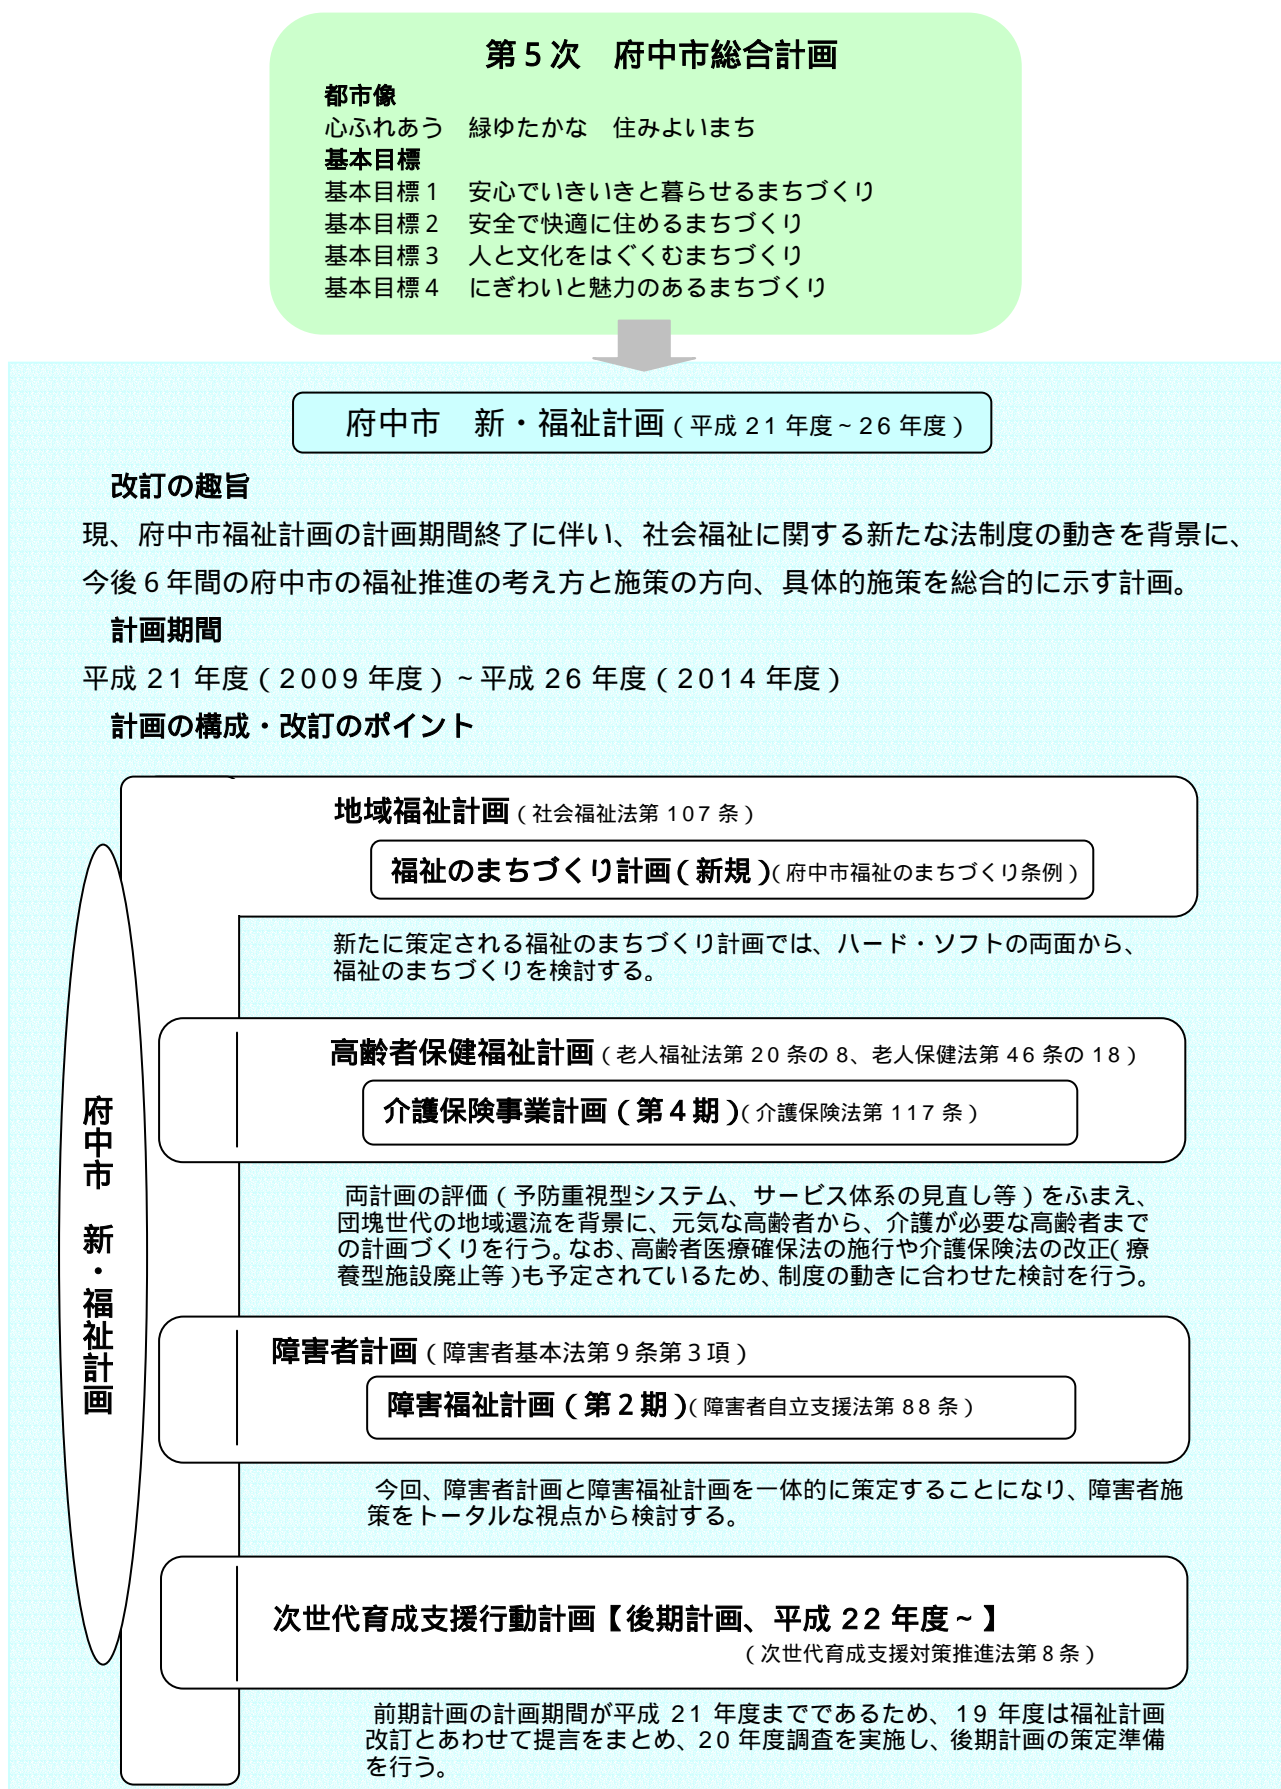 第5次　府中市総合計画
都市像
心ふれあう　緑ゆたかな　住みよいまち
基本目標
基本目標1　安心でいきいきと暮らせるまちづくり
基本目標2　安全で快適に住めるまちづくり
基本目標3　人と文化をはぐくむまちづくり
基本目標4　にぎわいと魅力のあるまちづくり
府中市　新・福祉計画（平成21年度~26年度）
改訂の趣旨
現、府中市福祉計画の計画期間終了に伴い、社会福祉に関する新たな法制度の動きを背景に、
今後6年間の府中市の福祉推進の考え方と施策の方向、具体的施策を総合的に示す計画。
計画期間
平成21年度（2009年度）~平成26年度（2014年度）
計画の構成・改訂のポイント
府中市　新・福祉計画
地域福祉計画（社会福祉法第107条）
福祉のまちづくり計画（新規）（府中市福祉のまちづくり条例）
新たに策定される福祉のまちづくり計画では、ハード・ソフトの両面から、
福祉のまちづくりを検討する。
高齢者保健福祉計画（老人福祉法第20条の8、老人保健法第46条の18）
介護保険事業計画（第4期）（介護保険法第117条）
両計画の評価（予防重視型システム、サービス体系の見直し等）をふまえ、
団塊世代の地域還流を背景に、元気な高齢者から、介護が必要な高齢者まで
の計画づくりを行う。なお、高齢者医療確保法の施行や介護保険法の改正（療
養型施設廃止等）も予定されているため、制度の動きに合わせた検討を行う。
障害者計画（障害者基本法第9条第3項）
障害福祉計画（第2期）（障害者自立支援法第88条）
今回、障害者計画と障害福祉計画を一体的に策定することになり、障害者施
策をトータルな視点から検討する。
次世代育成支援行動計画【後期計画、平成22年度~】
（次世代育成支援対策推進法第8条）
前期計画の計画期間が平成21年度までであるため、19年度は福祉計画
改訂とあわせて提言をまとめ、20年度調査を実施し、後期計画の策定準備
を行う。